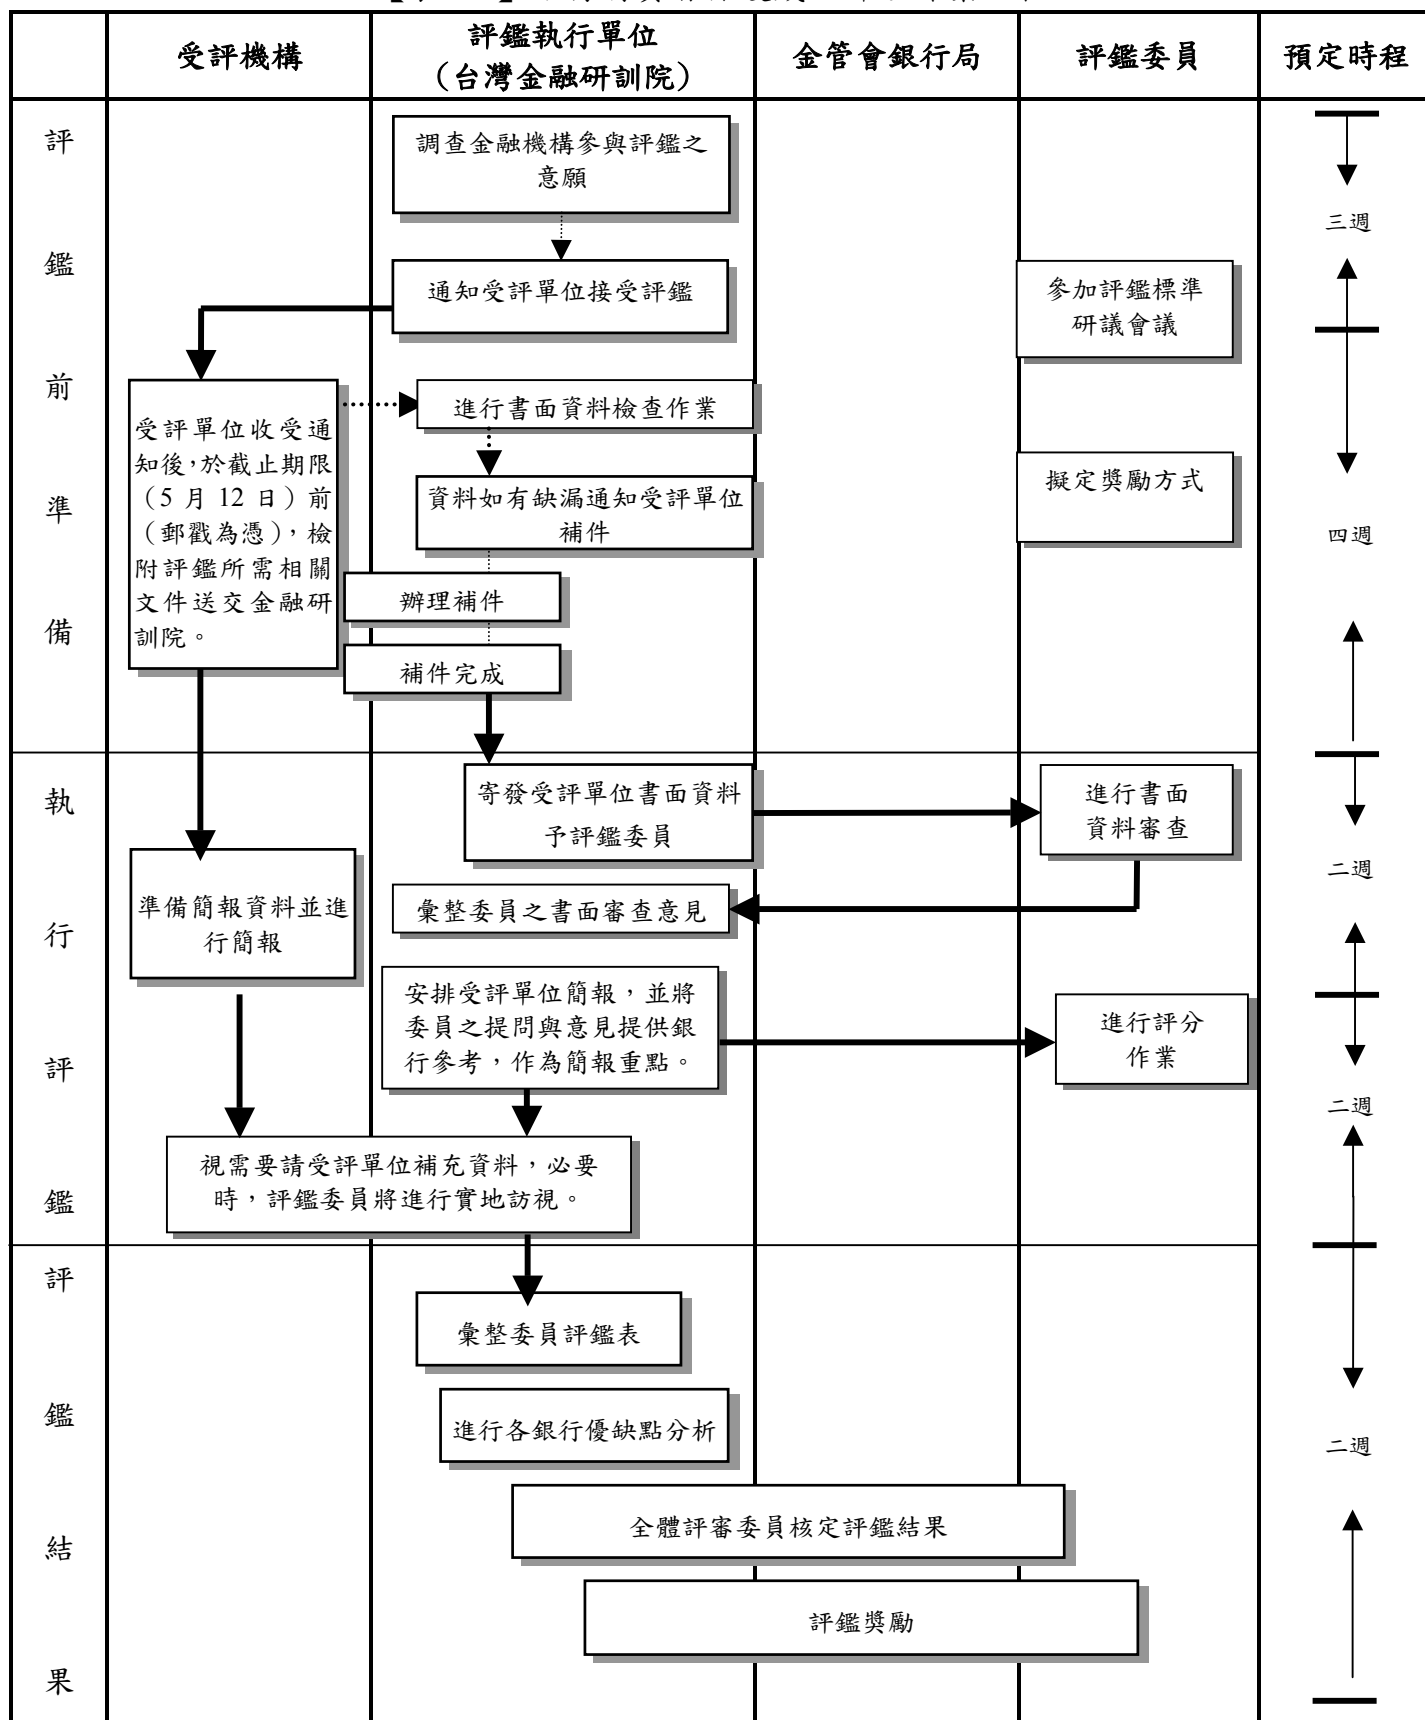 受評機構
評鑑執行單位
(台灣金融研訓院)
金管會銀行局
評鑑委員
預定時程
評
鑑
前
準
備
調查金融機構參與評鑑之
意願
三週
通知受評單位接受評鑑
參加評鑑標準
研議會議
受評單位收受通
知後,於截止期限
(5 月 12 日)前
(郵戳為憑),檢
附評鑑所需相關
文件送交金融研
訓院。
進行書面資料檢查作業
資料如有缺漏通知受評單位
補件
擬定獎勵方式
四週
辦理補件
補件完成
執
行
評
鑑
寄發受評單位書面資料
予評鑑委員
進行書面
資料審查
二週
準備簡報資料並進
行簡報
彙整委員之書面審查意見
安排受評單位簡報,並將
委員之提問與意見提供銀
行參考,作為簡報重點。
進行評分
作業
二週
視需要請受評單位補充資料,必要
時,評鑑委員將進行實地訪視。
評
鑑
結
果
彙整委員評鑑表
進行各銀行優缺點分析
二週
全體評審委員核定評鑑結果
評鑑獎勵